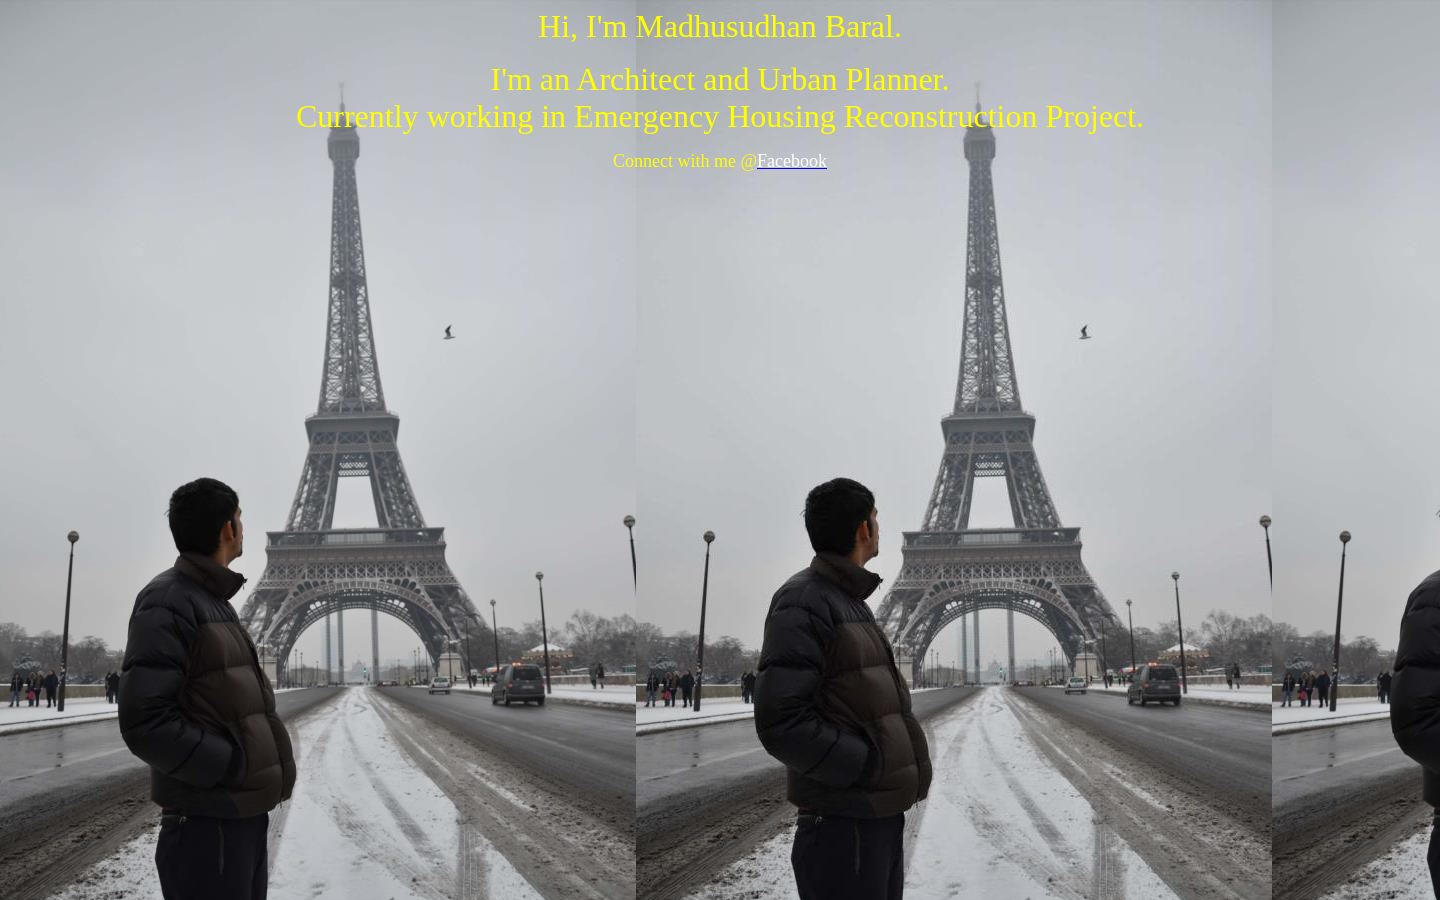 Hi, I'm Madhusudhan Baral.
I'm an Architect and Urban Planner.
Currently working in Emergency Housing Reconstruction Project.
Connect with me @Facebook